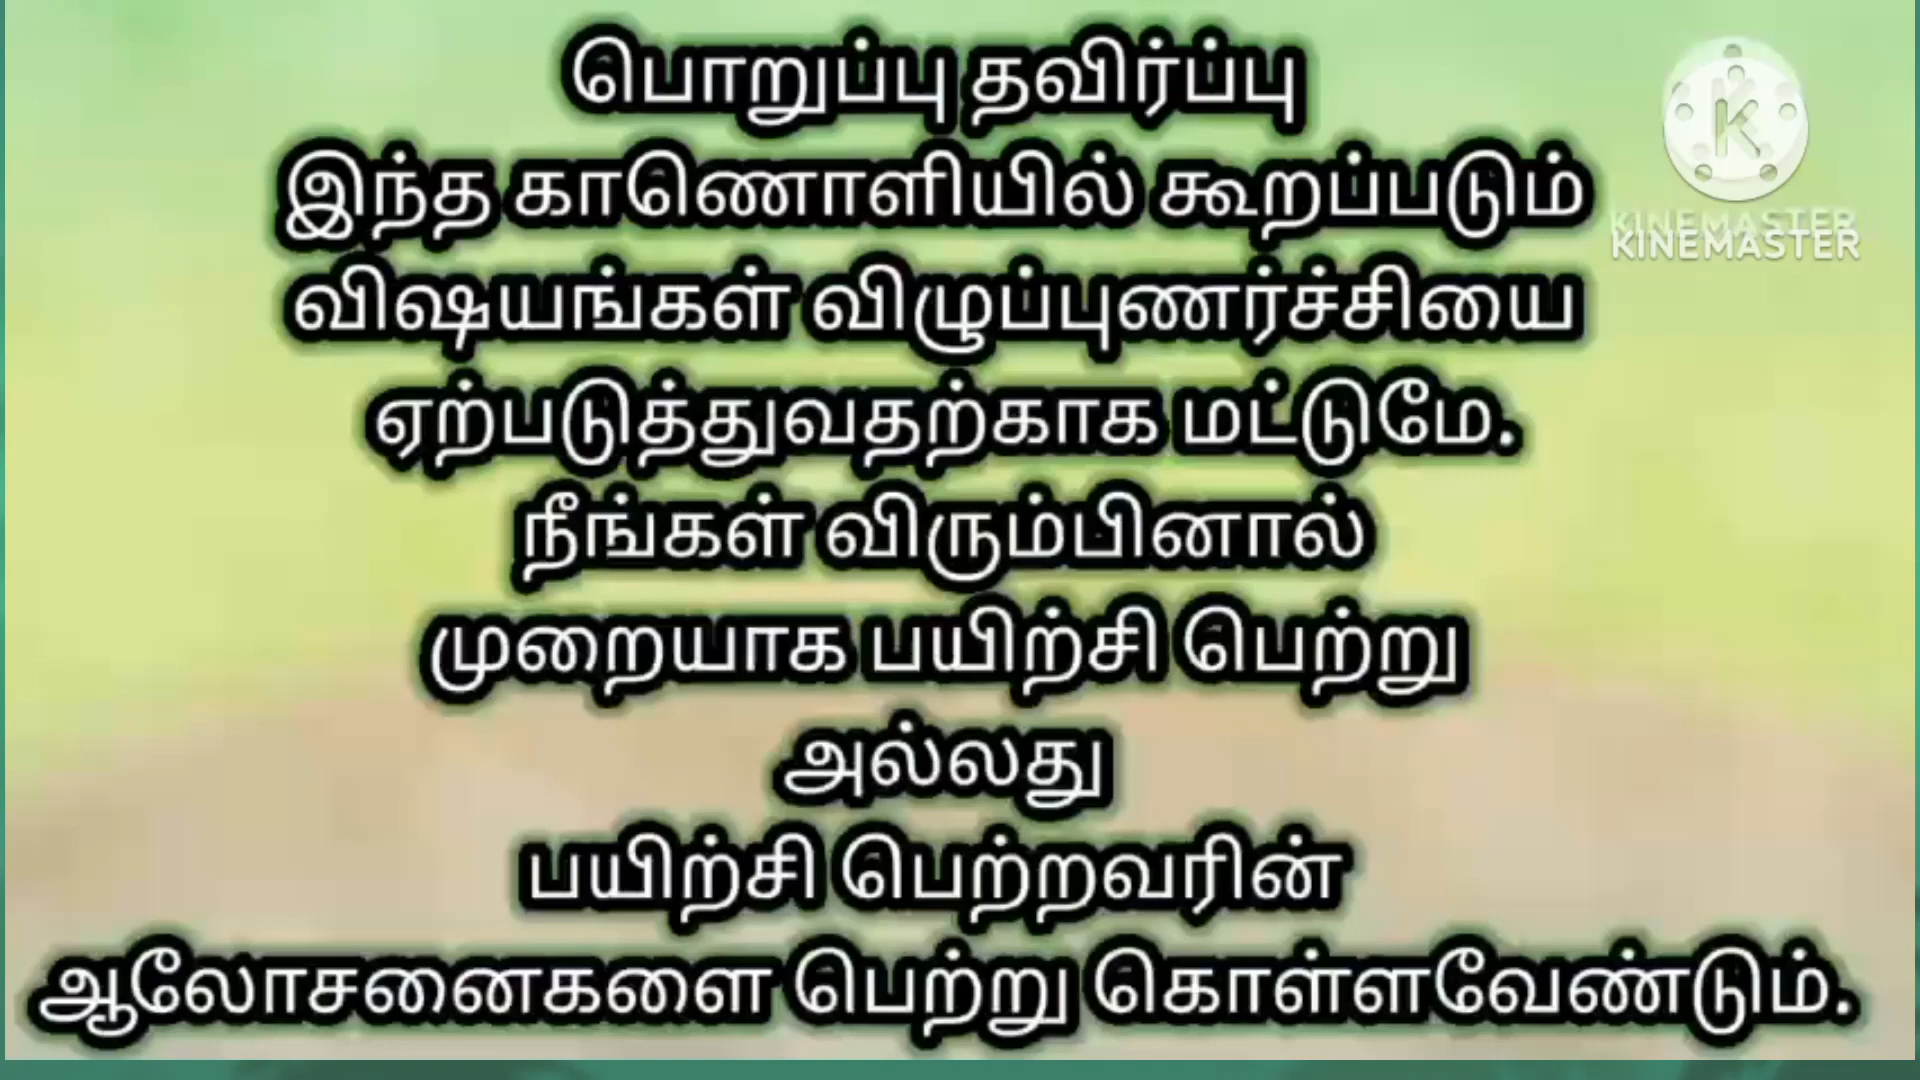 பொறுப்பு தவிர்ப்பு
இந்த காணொளியில் கூறப்படும்
விஷயங்கள் விழுப்புணர்ச்சியை
ஏற்படுத்துவதற்காக மட்டுமே.
நீங்கள் விரும்பினால்
முறையாக பயிற்சி பெற்று
அல்லது
பயிற்சி பெற்றவரின்
ஆலோசனைகளை பெற்று கொள்ளவேண்டும்.
K
KINEMASTER
KINEMASTER